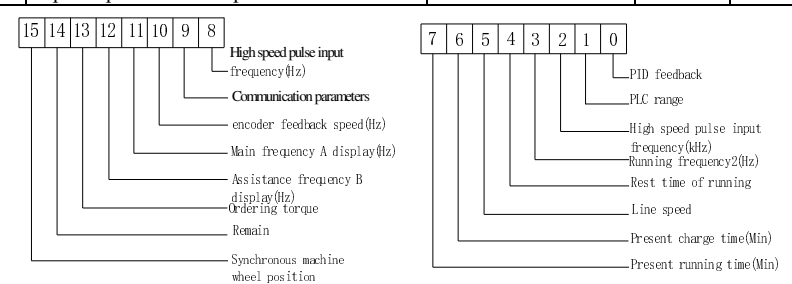 15 14 13 12 11 10 9 8
High speed pulse input
frequency(Hz)
Communication parameters
encoder feedback speed(Hz)
Main frequency A display(Hz)
Assistance frequency B
display(Hz)
Ordering torque
Remain
Synchronous machine
wheel position
7 6 5 4 3 2 1 0
PID feedback
PLC range
High speed pulse input
frequency(kHz)
Running frequency2(Hz)
Rest time of running
Line speed
Present charge time(Min)
Present running time(Min)